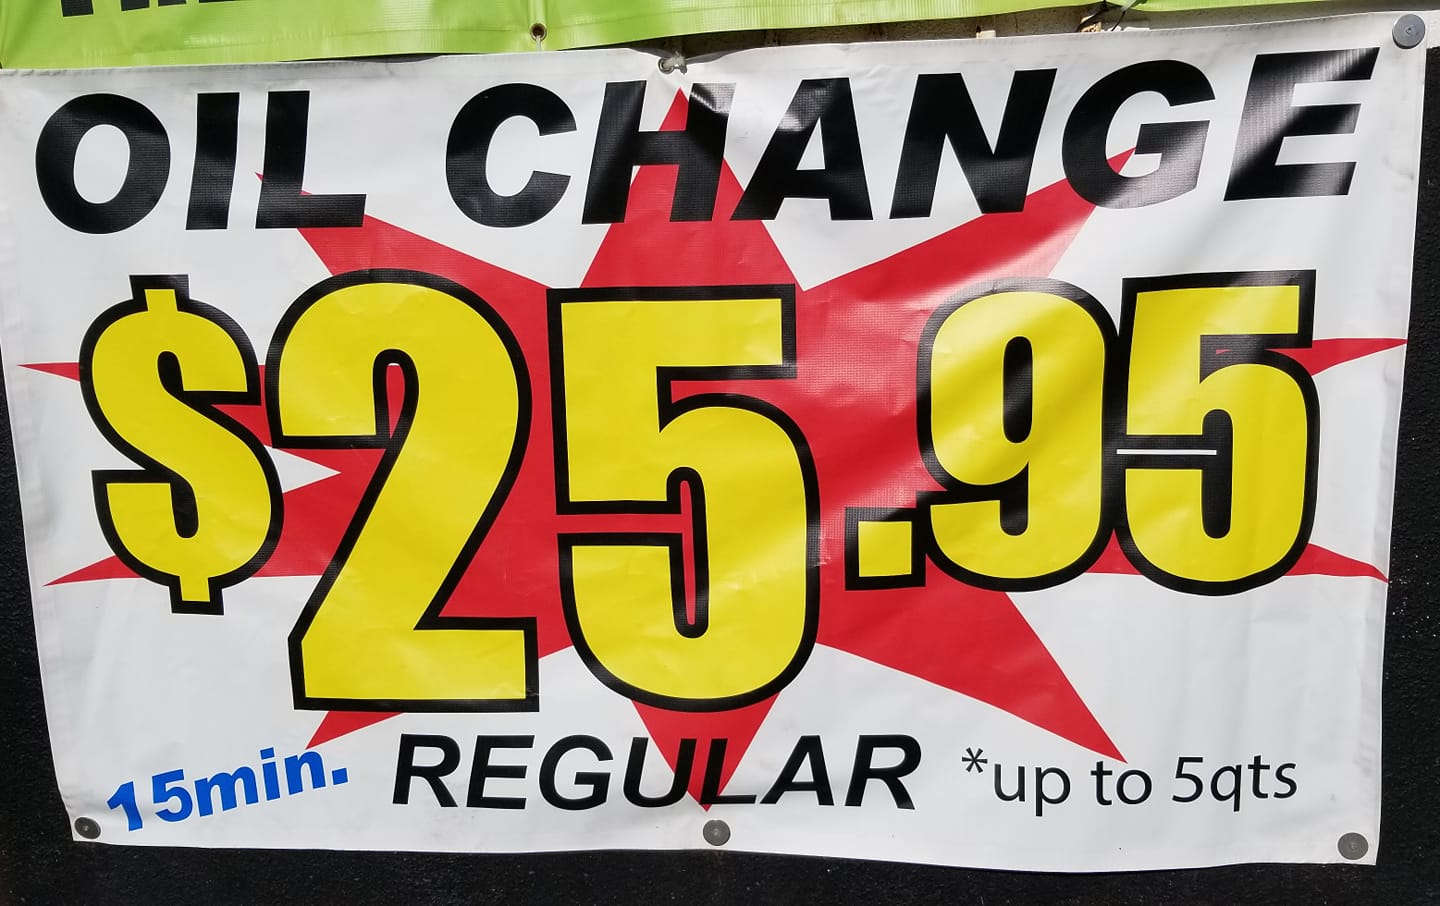 OIL CHANGE
$25.95
15min. REGULAR *up to 5qts